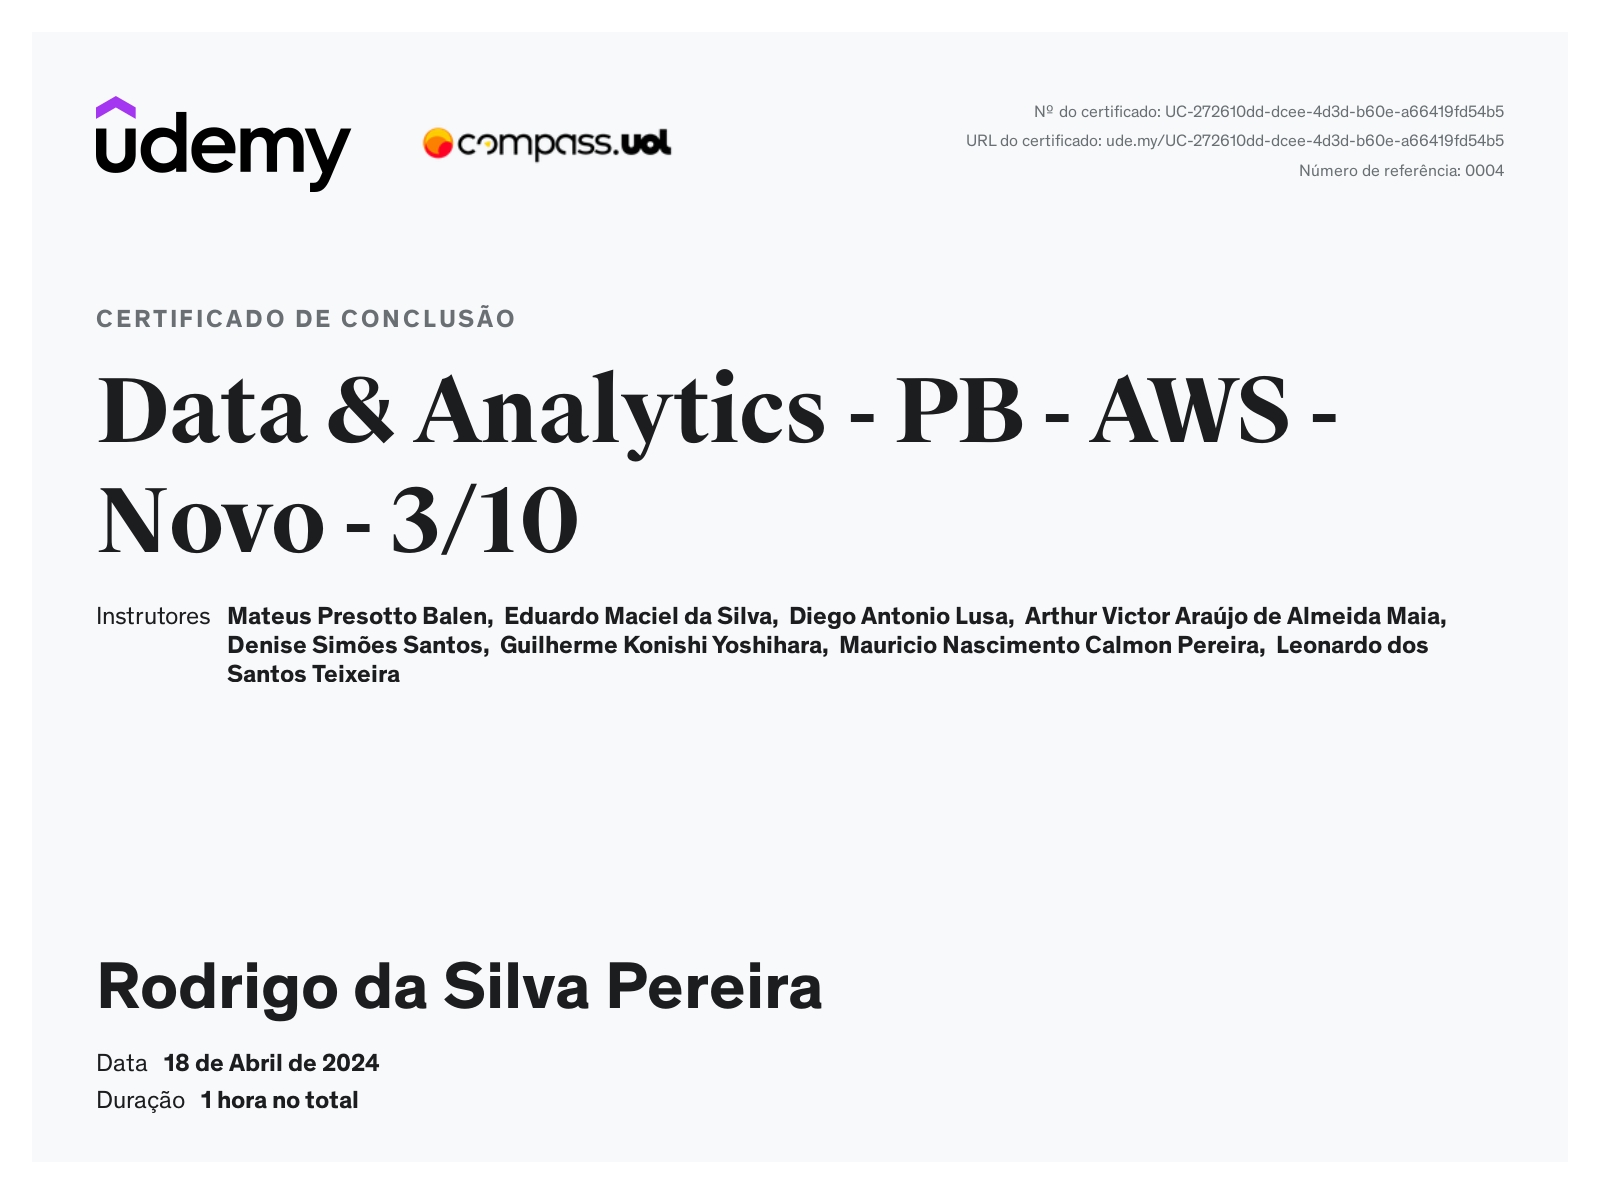 udemy
compass.uol
Nº do certificado: UC-272610dd-dcee-4d3d-b60e-a66419fd54b5
URL do certificado: ude.my/UC-272610dd-dcee-4d3d-b60e-a66419fd54b5
Número de referência: 0004
CERTIFICADO DE CONCLUSÃO
Data & Analytics - PB - AWS -
Novo - 3/10
Instrutores Mateus Presotto Balen, Eduardo Maciel da Silva, Diego Antonio Lusa, Arthur Victor Araújo de Almeida Maia,
Denise Simões Santos, Guilherme Konishi Yoshihara, Mauricio Nascimento Calmon Pereira, Leonardo dos
Santos Teixeira
Rodrigo da Silva Pereira
Data 18 de Abril de 2024
Duração 1 hora no total